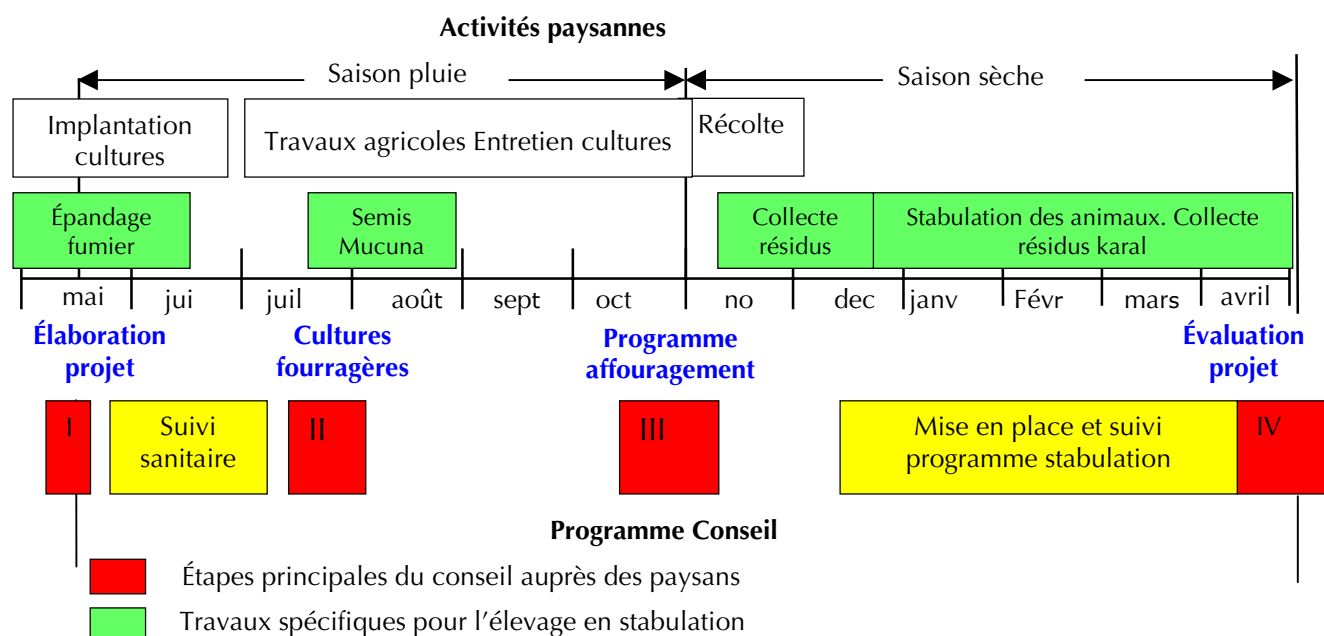 Activités paysannes
Saison pluie
Saison sèche
Implantation
cultures
Travaux agricoles Entretien cultures
Récolte
Épandage
fumier
Semis
Mucuna
Collecte
résidus
Stabulation des animaux. Collecte
résidus karal
mai jui juil août sept oct no dec janv Févr mars avril
Élaboration
projet
Cultures
fourragères
Programme
affouragement
Évaluation
projet
I
Suivi
sanitaire
II
III
Mise en place et suivi
programme stabulation
IV
Programme Conseil
Étapes principales du conseil auprès des paysans
Travaux spécifiques pour l'élevage en stabulation